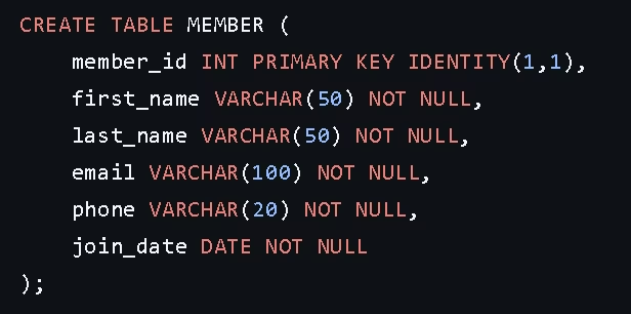 CREATE TABLE MEMBER (
    member_id INT PRIMARY KEY IDENTITY(1,1),
    first_name VARCHAR(50) NOT NULL,
    last_name VARCHAR(50) NOT NULL,
    email VARCHAR(100) NOT NULL,
    phone VARCHAR(20) NOT NULL,
    join_date DATE NOT NULL
);